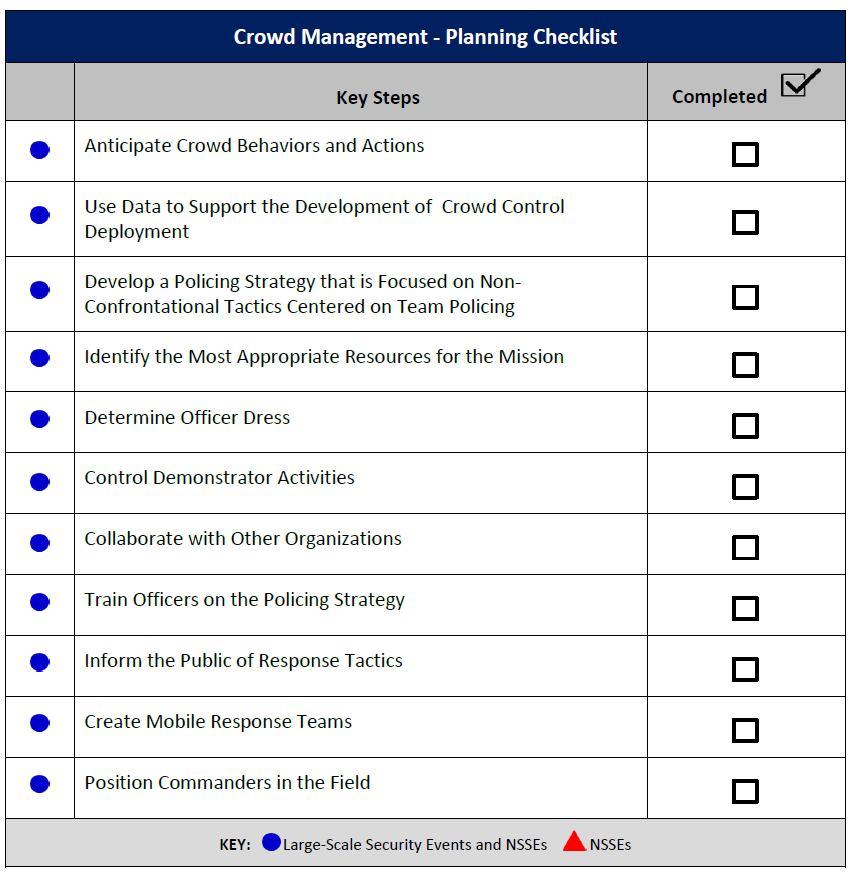 Crowd Management - Planning Checklist
Key Steps
Completed
Anticipate Crowd Behaviors and Actions
Use Data to Support the Development of  Crowd Control
Deployment
Develop a Policing Strategy that is Focused on Non-
Confrontational Tactics Centered on Team Policing
Identify the Most Appropriate Resources for the Mission
Determine Officer Dress
Control Demonstrator Activities
Collaborate with Other Organizations
Train Officers on the Policing Strategy
Inform the Public of Response Tactics
Create Mobile Response Teams
Position Commanders in the Field
KEY: Large-Scale Security Events and NSSEs NSSEs